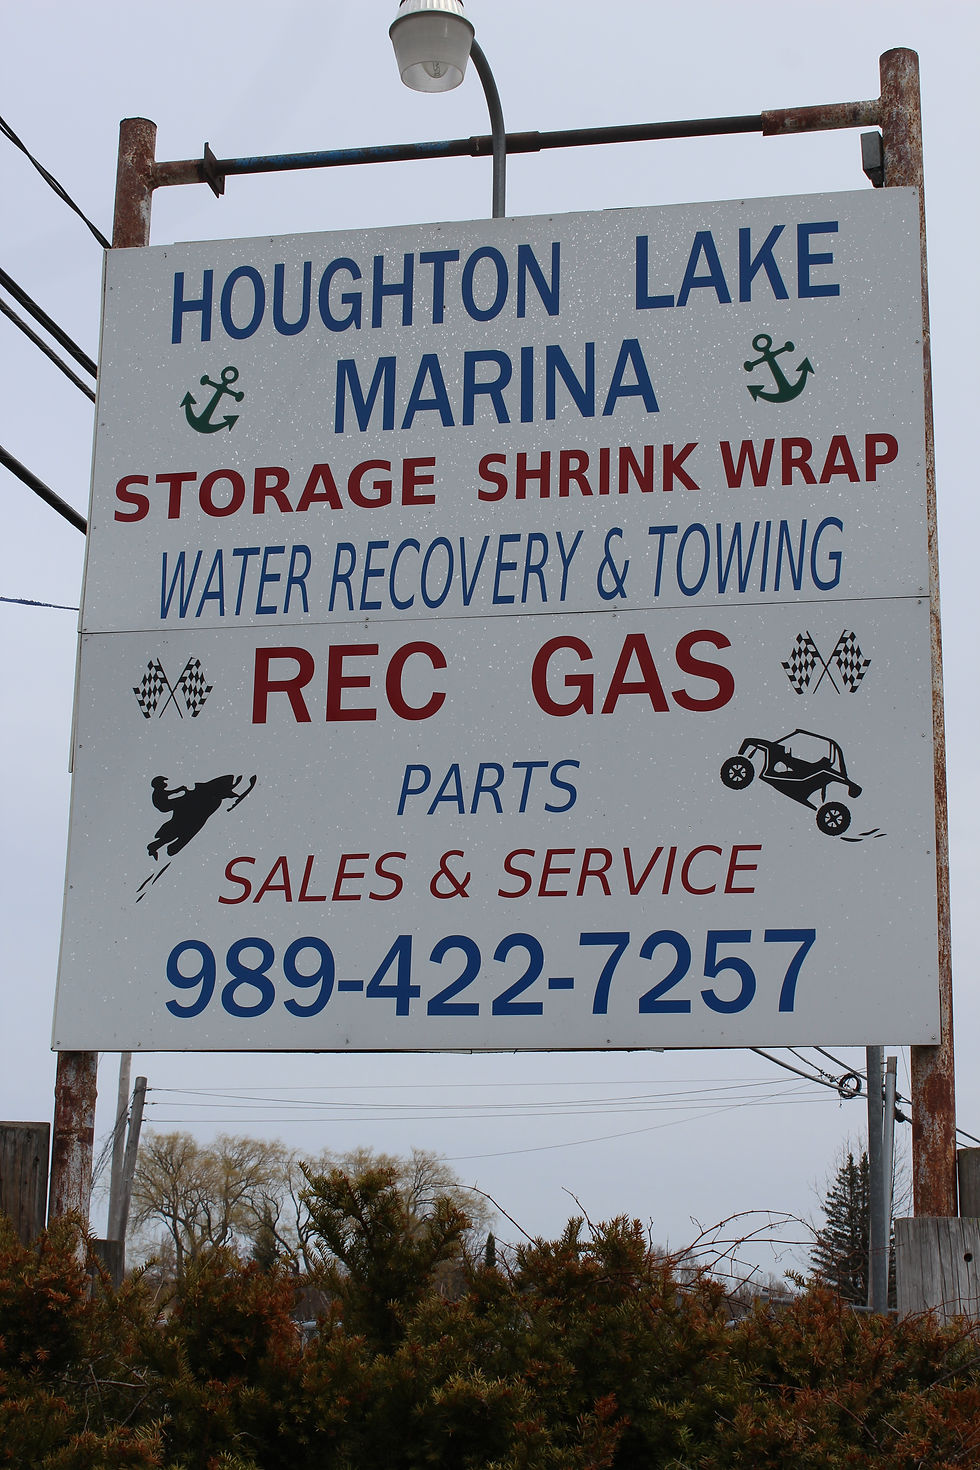 HOUGHTON LAKE
MARINA
STORAGE SHRINK WRAP
WATER RECOVERY & TOWING
REC GAS
PARTS
SALES & SERVICE
989-422-7257